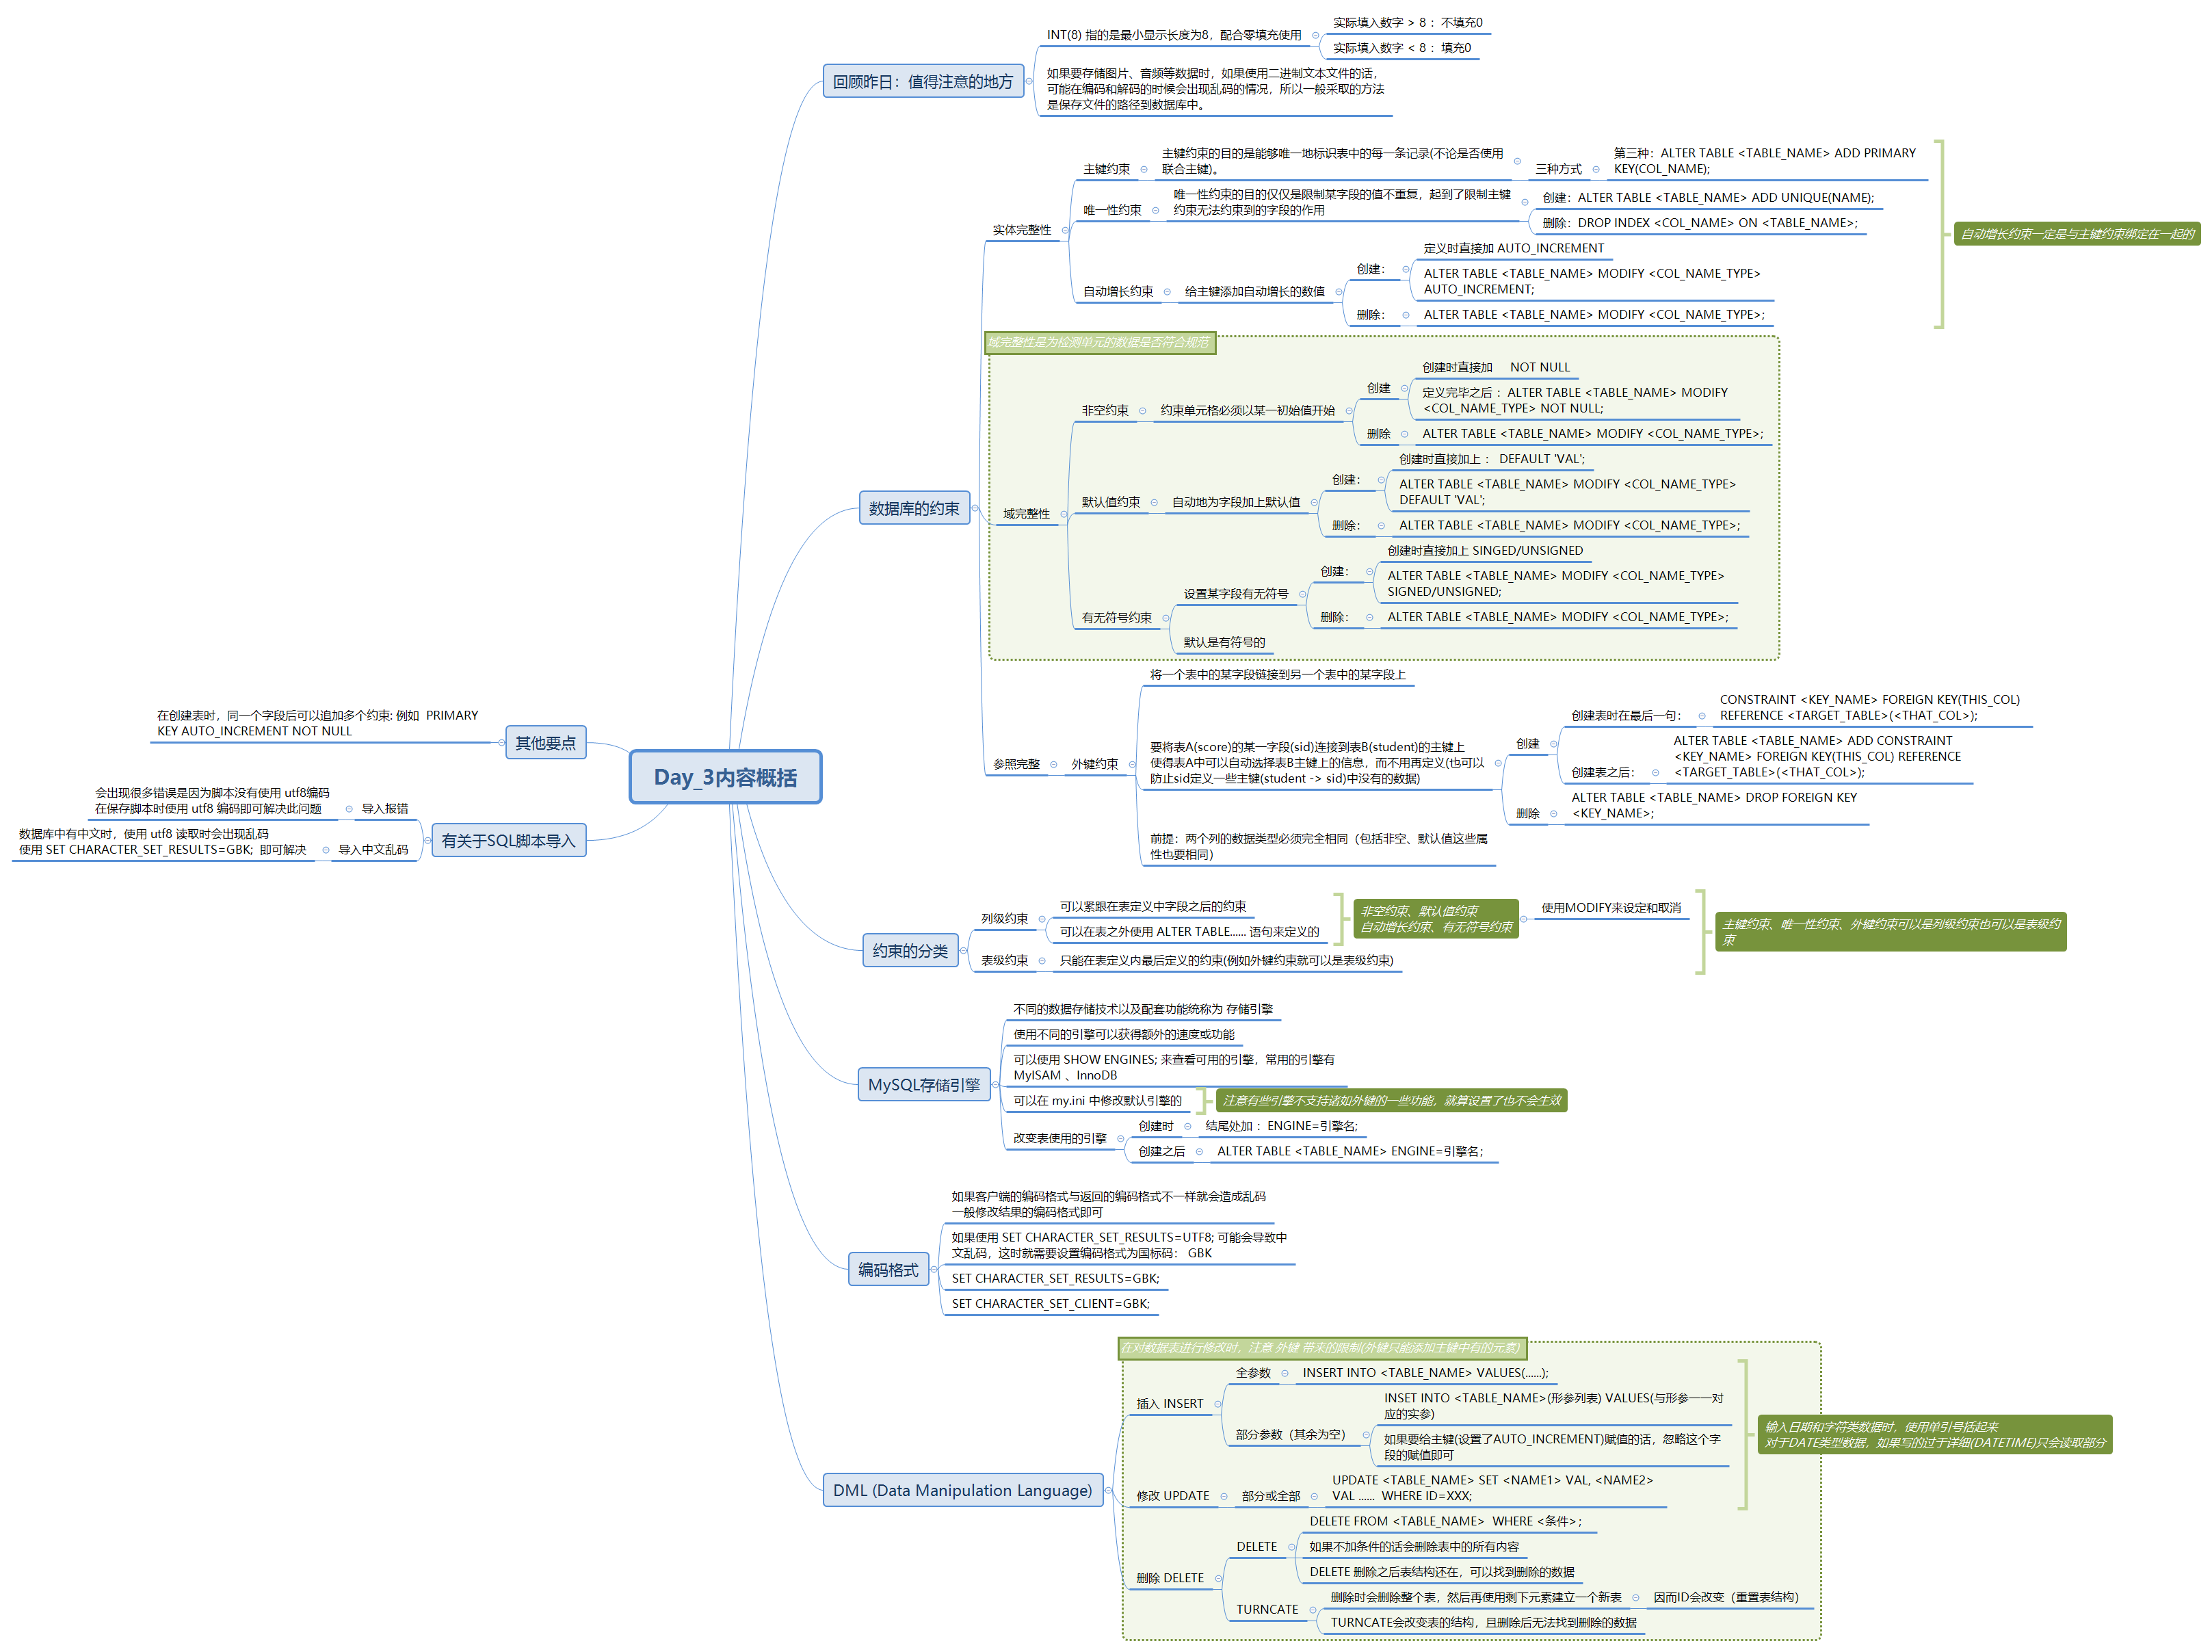 实际填入数字 > 8 ：不填充0
INT(8) 指的是最小显示长度为8，配合零填充使用
实际填入数字 < 8 ：填充0
回顾昨日：值得注意的地方
如果要存储图片、音频等数据时，如果使用二进制文本文件的话，
可能在编码和解码的时候会出现乱码的情况，所以一般采取的方法
是保存文件的路径到数据库中。
主键约束
主键约束的目的是能够唯一地标识表中的每一条记录(不论是否使用
联合主键)。
三种方式
第三种：ALTER TABLE <TABLE_NAME> ADD PRIMARY
KEY(COL_NAME);
唯一性约束
唯一性约束的目的仅仅是限制某字段的值不重复，起到了限制主键
约束无法约束到的字段的作用
创建：ALTER TABLE <TABLE_NAME> ADD UNIQUE(NAME);
删除：DROP INDEX <COL_NAME> ON <TABLE_NAME>;
实体完整性
自动增长约束一定是与主键约束绑定在一起的
自动增长约束
给主键添加自动增长的数值
创建：
定义时直接加 AUTO_INCREMENT
ALTER TABLE <TABLE_NAME> MODIFY <COL_NAME_TYPE>
AUTO_INCREMENT;
删除：
ALTER TABLE <TABLE_NAME> MODIFY <COL_NAME_TYPE>;
域完整性是为检测单元的数据是否符合规范
数据库的约束
域完整性
非空约束
约束单元格必须以某一初始值开始
创建
创建时直接加 NOT NULL
定义完毕之后 ：ALTER TABLE <TABLE_NAME> MODIFY
<COL_NAME_TYPE> NOT NULL;
删除
ALTER TABLE <TABLE_NAME> MODIFY <COL_NAME_TYPE>;
默认值约束
自动地为字段加上默认值
创建：
创建时直接加上 ： DEFAULT 'VAL';
ALTER TABLE <TABLE_NAME> MODIFY <COL_NAME_TYPE>
DEFAULT 'VAL';
删除：
ALTER TABLE <TABLE_NAME> MODIFY <COL_NAME_TYPE>;
有无符号约束
设置某字段有无符号
创建：
创建时直接加上 SINGED/UNSIGNED
ALTER TABLE <TABLE_NAME> MODIFY <COL_NAME_TYPE>
SIGNED/UNSIGNED;
删除：
ALTER TABLE <TABLE_NAME> MODIFY <COL_NAME_TYPE>;
默认是有符号的
参照完整
外键约束
将一个表中的某字段链接到另一个表中的某字段上
要将表A(score)的某一字段(sid)连接到表B(student)的主键上
使得表A中可以自动选择表B主键上的信息，而不用再定义(也可以
防止sid定义一些主键(student -> sid)中没有的数据)
创建
创建表时在最后一句：
CONSTRAINT <KEY_NAME> FOREIGN KEY(THIS_COL)
REFERENCE <TARGET_TABLE>(<THAT_COL>);
创建表之后：
ALTER TABLE <TABLE_NAME> ADD CONSTRAINT
<KEY_NAME> FOREIGN KEY(THIS_COL) REFERENCE
<TARGET_TABLE>(<THAT_COL>);
删除
ALTER TABLE <TABLE_NAME> DROP FOREIGN KEY
<KEY_NAME>;
前提：两个列的数据类型必须完全相同（包括非空、默认值这些属
性也要相同）
在创建表时，同一个字段后可以追加多个约束: 例如 PRIMARY
KEY AUTO_INCREMENT NOT NULL
其他要点
Day_3内容概括
会出现很多错误是因为脚本没有使用 utf8编码
在保存脚本时使用 utf8 编码即可解决此问题
导入报错
数据库中有中文时，使用 utf8 读取时会出现乱码
使用 SET CHARACTER_SET_RESULTS=GBK; 即可解决
导入中文乱码
有关于SQL脚本导入
约束的分类
列级约束
可以紧跟在表定义中字段之后的约束
可以在表之外使用 ALTER TABLE...... 语句来定义的
非空约束、默认值约束
自动增长约束、有无符号约束
使用MODIFY来设定和取消
主键约束、唯一性约束、外键约束可以是列级约束也可以是表级约
束
表级约束
只能在表定义内最后定义的约束(例如外键约束就可以是表级约束)
MySQL存储引擎
不同的数据存储技术以及配套功能统称为 存储引擎
使用不同的引擎可以获得额外的速度或功能
可以使用 SHOW ENGINES; 来查看可用的引擎，常用的引擎有
MyISAM 、InnoDB
可以在 my.ini 中修改默认引擎的
注意有些引擎不支持诸如外键的一些功能，就算设置了也不会生效
改变表使用的引擎
创建时
结尾处加 ：ENGINE=引擎名;
创建之后
ALTER TABLE <TABLE_NAME> ENGINE=引擎名；
编码格式
如果客户端的编码格式与返回的编码格式不一样就会造成乱码
一般修改结果的编码格式即可
如果使用 SET CHARACTER_SET_RESULTS=UTF8; 可能会导致中
文乱码，这时就需要设置编码格式为国标码： GBK
SET CHARACTER_SET_RESULTS=GBK;
SET CHARACTER_SET_CLIENT=GBK;
在对数据表进行修改时，注意 外键 带来的限制(外键只能添加主键中有的元素)
DML (Data Manipulation Language)
插入 INSERT
全参数
INSERT INTO <TABLE_NAME> VALUES(......);
部分参数（其余为空）
INSET INTO <TABLE_NAME>(形参列表) VALUES(与形参一一对
应的实参)
如果要给主键(设置了AUTO_INCREMENT)赋值的话，忽略这个字
段的赋值即可
修改 UPDATE
部分或全部
UPDATE <TABLE_NAME> SET <NAME1> VAL, <NAME2>
VAL ...... WHERE ID=XXX;
输入日期和字符类数据时，使用单引号括起来
对于DATE类型数据，如果写的过于详细(DATETIME)只会读取部分
删除 DELETE
DELETE
DELETE FROM <TABLE_NAME> WHERE <条件>；
如果不加条件的话会删除表中的所有内容
DELETE 删除之后表结构还在，可以找到删除的数据
TURNCATE
删除时会删除整个表，然后再使用剩下元素建立一个新表
因而ID会改变（重置表结构）
TURNCATE会改变表的结构，且删除后无法找到删除的数据